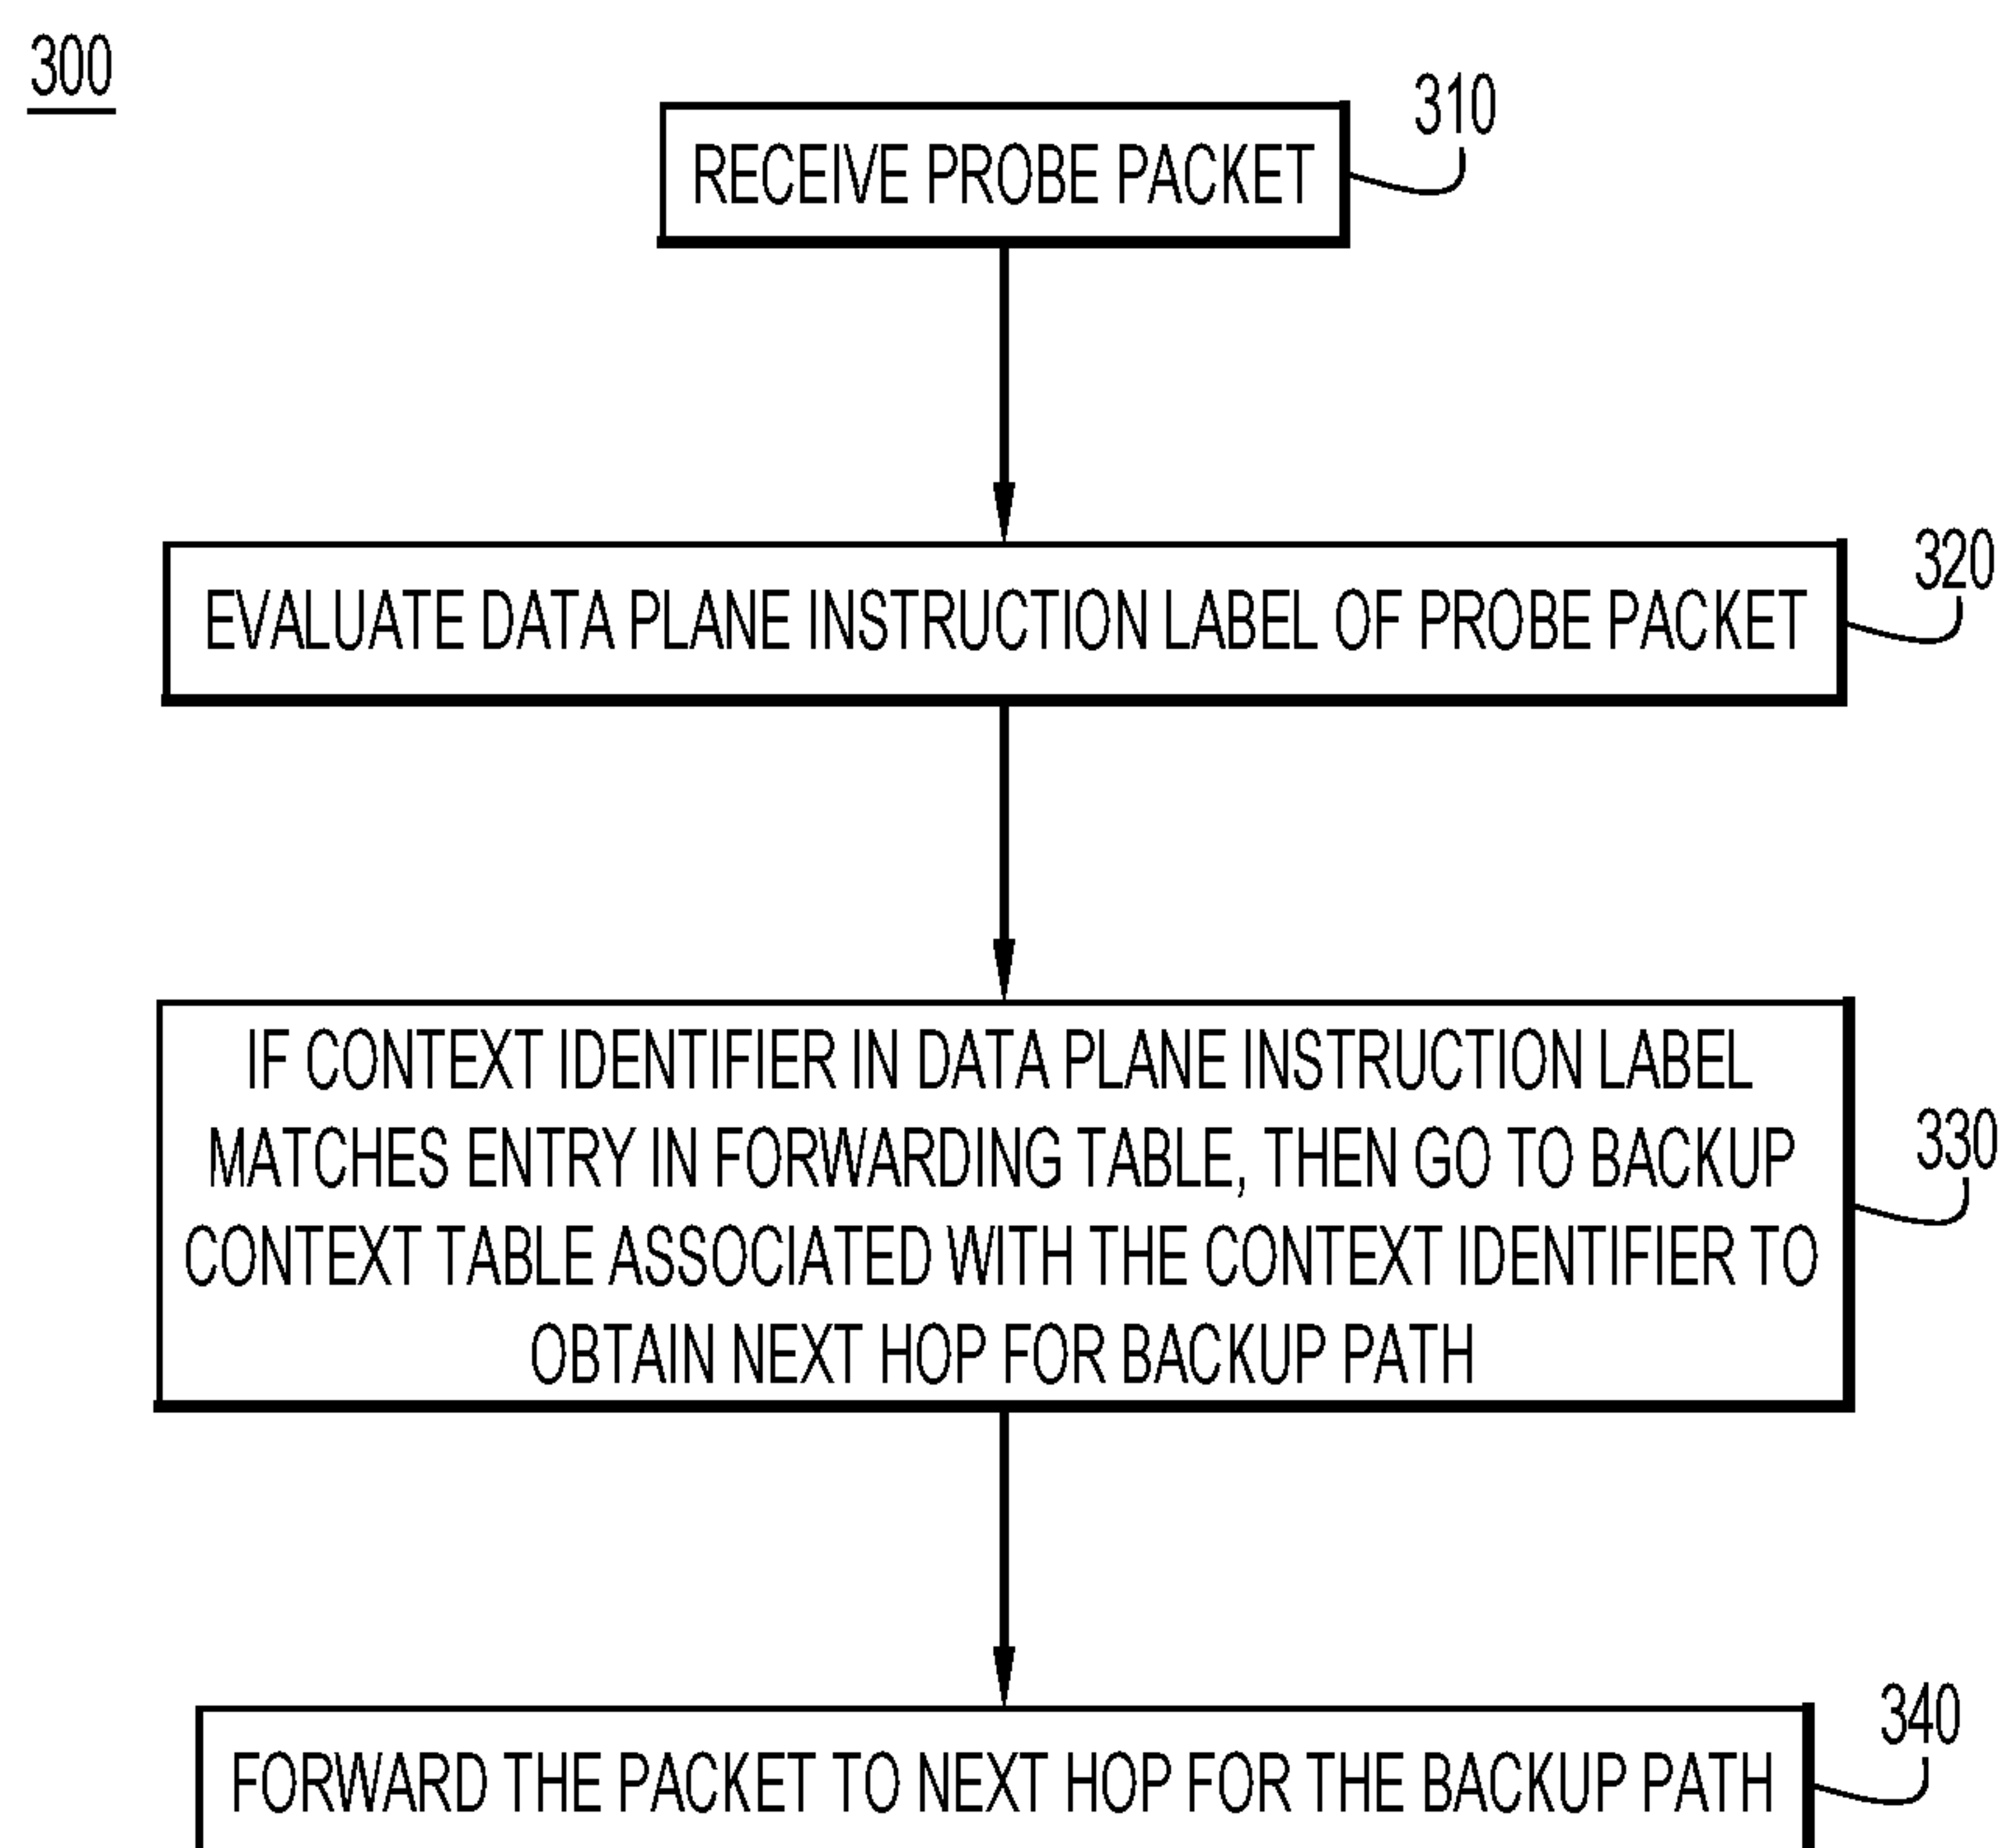 300
310
RECEIVE PROBE PACKET
320
EVALUATE DATA PLANE INSTRUCTION LABEL OF PROBE PACKET
IF CONTEXT IDENTIFIER IN DATA PLANE INSTRUCTION LABEL
MATCHES ENTRY IN FORWARDING TABLE, THEN GO TO BACKUP
CONTEXT TABLE ASSOCIATED WITH THE CONTEXT IDENTIFIER TO
OBTAIN NEXT HOP FOR BACKUP PATH
330
340
FORWARD THE PACKET TO NEXT HOP FOR THE BACKUP PATH